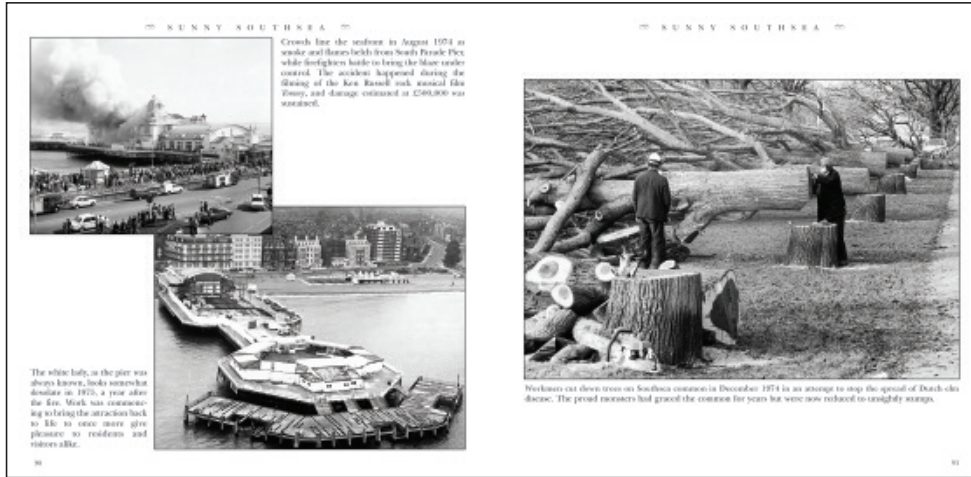 SUNNY SOUTHSEA
Crowds line the seafront in August 1974 as
smoke and flames belch from South Parade Pier,
while firefighters battle to bring the blaze under
control. The accident happened during the
filming of the Ken Russell rock musical film
Tommy, and damage estimated at £500,000 was
sustained.
The white lady, as the pier was
always known, looks somewhat
desolate in 1975, a year after
the fire. Work was commenc-
ing to bring the attraction back
to life to once more give
pleasure to residents and
visitors alike.
90
SUNNY SOUTHSEA
Workmen cut down trees on Southsea common in December 1974 in an attempt to stop the spread of Dutch elm
disease. The proud monsters had graced the common for years but were now reduced to unsightly stumps.
91